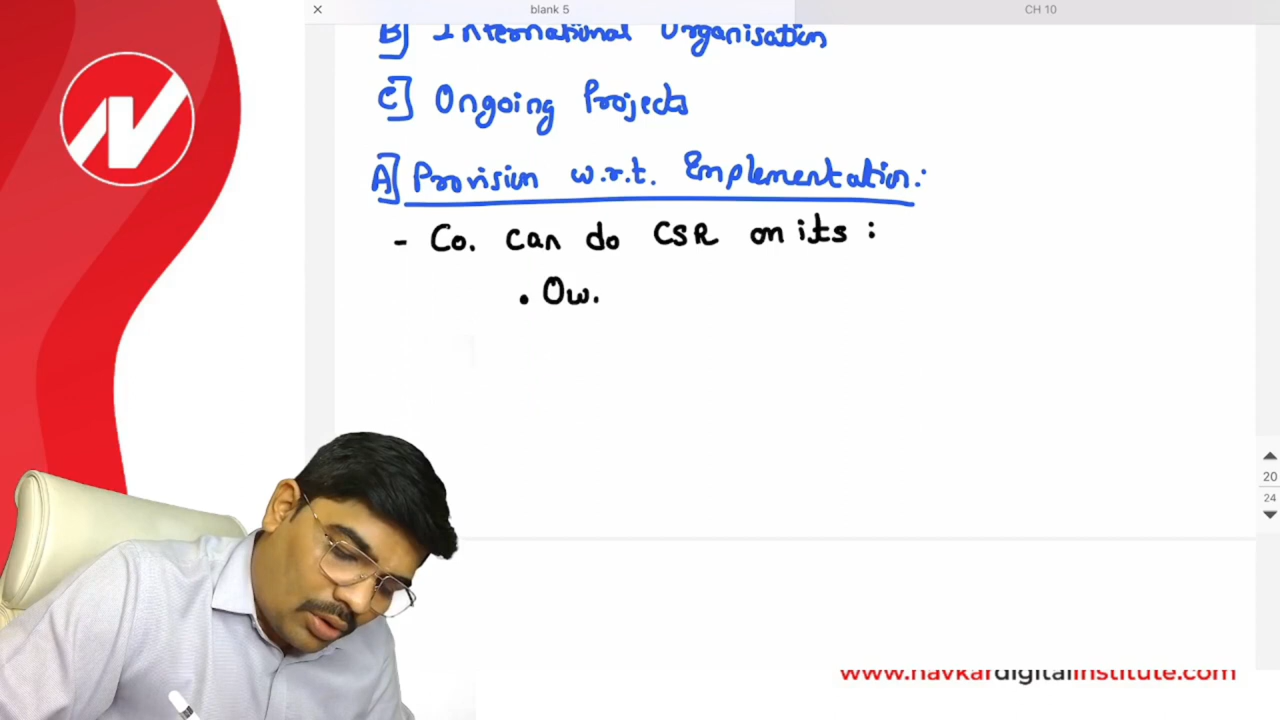 blank 5
CH 10
B] International Organisation
C] Ongoing Projects
A] Provision w.r.t. Implementation:
- Co. can do CSR on its :
. Ow.
20
24
www.navkardigitalinstitute.com